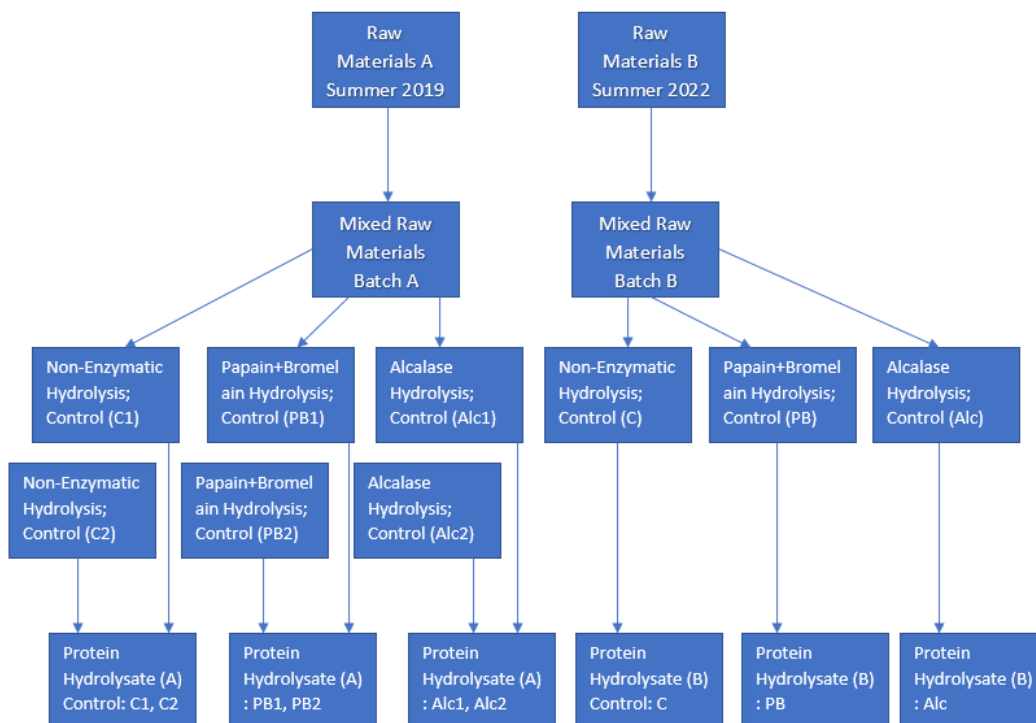 Raw
Materials A
Summer 2019
Raw
Materials B
Summer 2022
Mixed Raw
Materials
Batch A
Mixed Raw
Materials
Batch B
Non-Enzymatic
Hydrolysis;
Control (C1)
Papain+Bromel
ain Hydrolysis;
Control (PB1)
Alcalase
Hydrolysis;
Control (Alc1)
Non-Enzymatic
Hydrolysis;
Control (C)
Papain+Bromel
ain Hydrolysis;
Control (PB)
Alcalase
Hydrolysis;
Control (Alc)
Non-Enzymatic
Hydrolysis;
Control (C2)
Papain+Bromel
ain Hydrolysis;
Control (PB2)
Alcalase
Hydrolysis;
Control (Alc2)
Protein
Hydrolysate (A)
Control: C1, C2
Protein
Hydrolysate (A)
: PB1, PB2
Protein
Hydrolysate (A)
: Alc1, Alc2
Protein
Hydrolysate (B)
Control: C
Protein
Hydrolysate (B)
: PB
Protein
Hydrolysate (B)
: Alc